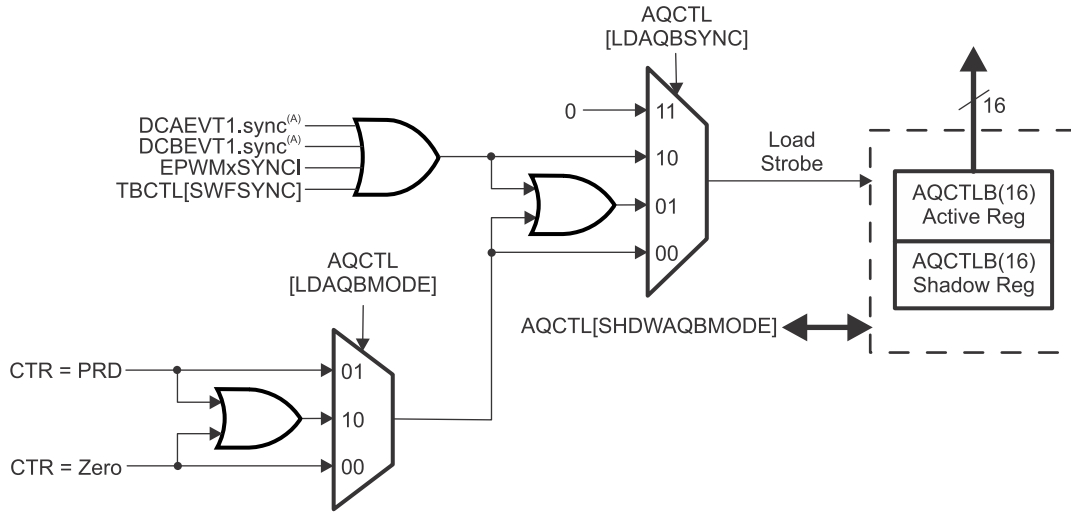 AQCTL
[LDAQBSYNC]
16
0
11
DCAEVT1.sync(A)
DCBEVT1.sync(A)
EPWMxSYNCI
TBCTL[SWFSYNC]
10
Load
Strobe
01
AQCTLB(16)
Active Reg
00
AQCTLB(16)
Shadow Reg
AQCTL
[LDAQBMODE]
AQCTL[SHDWAQBMODE]
CTR = PRD
01
10
CTR = Zero
00